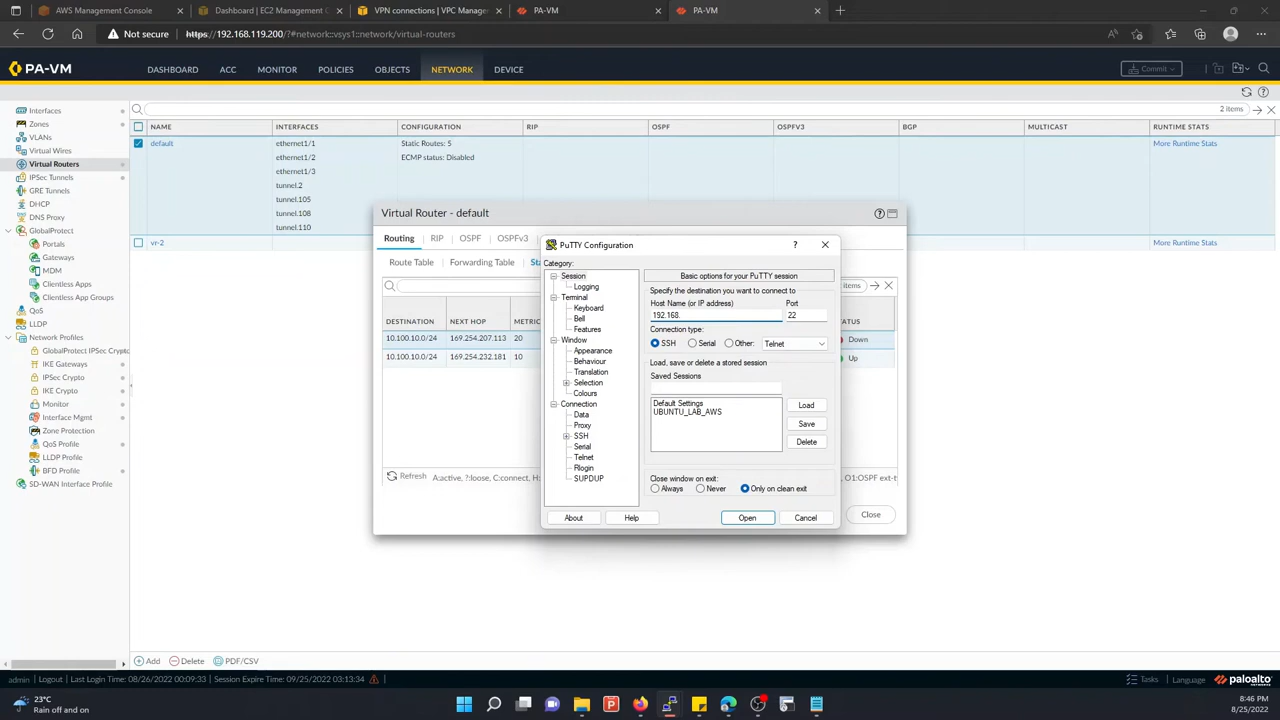 AWS Management Console
Dashboard | EC2 Management C
VPN connections | VPC Manage
PA-VM
PA-VM
Not secure
https://192.168.119.200/?#network::vsys1::network/virtual-routers
PA-VM
DASHBOARD
ACC
MONITOR
POLICIES
OBJECTS
NETWORK
DEVICE
Commit
2 items
Interfaces
Zones
VLANs
Virtual Wires
Virtual Routers
IPSec Tunnels
GRE Tunnels
DHCP
DNS Proxy
GlobalProtect
Portals
Gateways
MDM
Clientless Apps
Clientless App Groups
QoS
LLDP
Network Profiles
GlobalProtect IPSec Crypto
IKE Gateways
IPSec Crypto
IKE Crypto
Monitor
Interface Mgmt
Zone Protection
QoS Profile
LLDP Profile
BFD Profile
SD-WAN Interface Profile
NAME
INTERFACES
CONFIGURATION
RIP
OSPF
OSPFV3
BGP
MULTICAST
RUNTIME STATS
default
ethernet1/1
ethernet1/2
ethernet1/3
tunnel.2
tunnel.105
tunnel.108
tunnel.110
Static Routes: 5
ECMP status: Disabled
More Runtime Stats
vr-2
More Runtime Stats
Virtual Router - default
Routing
RIP
OSPF
OSPFv3
Route Table
Forwarding Table
Sta
items
DESTINATION
NEXT HOP
METRIC
TATUS
10.100.10.0/24
169.254.207.113
20
Down
10.100.10.0/24
169.254.232.181
10
Up
Refresh
A:active, ?:loose, C:connect, H:
O1:OSPF ext-ty
Close
PuTTY Configuration
?
Category:
Session
Logging
Terminal
Keyboard
Bell
Features
Window
Appearance
Behaviour
Translation
Selection
Colours
Connection
Data
Proxy
SSH
Serial
Telnet
Rlogin
SUPDUP
Basic options for your PuTTY session
Specify the destination you want to connect to
Host Name (or IP address)
Port
192.168.
22
Connection type:
SSH
Serial
Other:
Telnet
Load, save or delete a stored session
Saved Sessions
Default Settings
UBUNTU_LAB_AWS
Load
Save
Delete
Close window on exit:
Always
Never
Only on clean exit
About
Help
Open
Cancel
Add
Delete
PDF/CSV
admin | Logout | Last Login Time: 08/26/2022 00:09:33 | Session Expire Time: 09/25/2022 03:13:34
Tasks | Language
paloalto
NETWORKS
23°C
Rain off and on
8:46 PM
8/25/2022